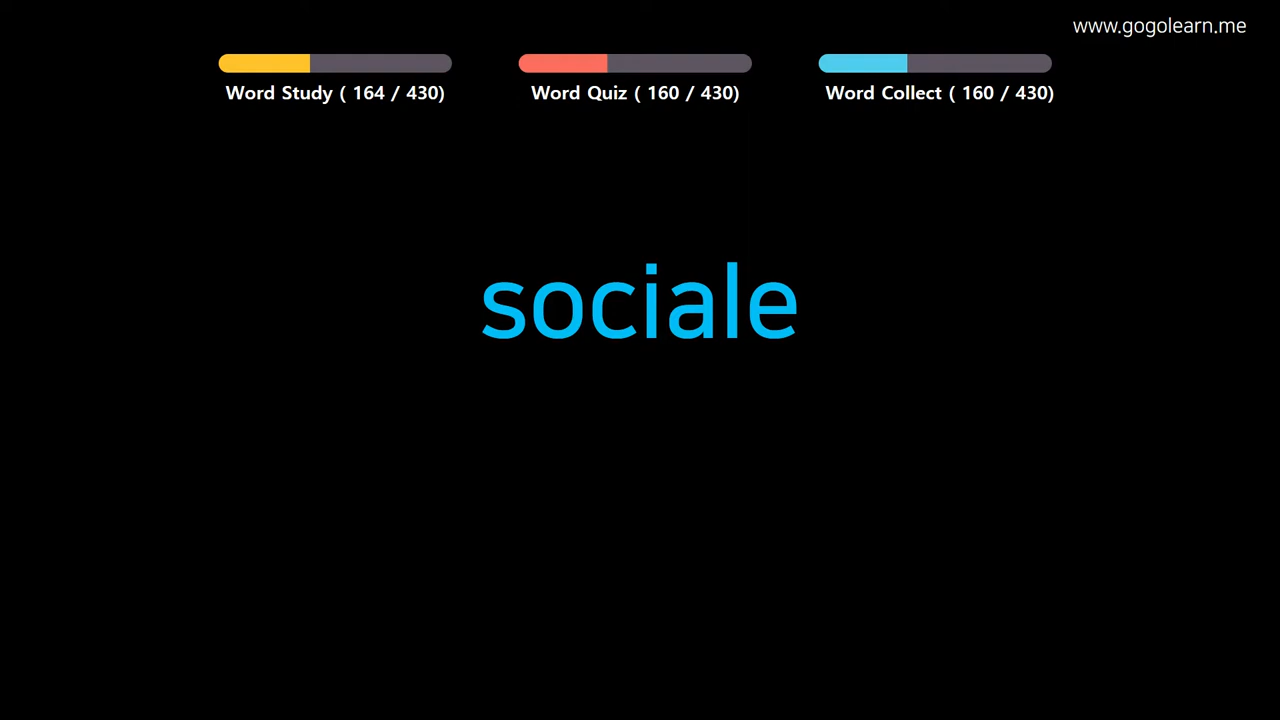 www.gogolearn.me
Word Study ( 164 / 430)
Word Quiz ( 160 / 430)
Word Collect ( 160 / 430)
sociale